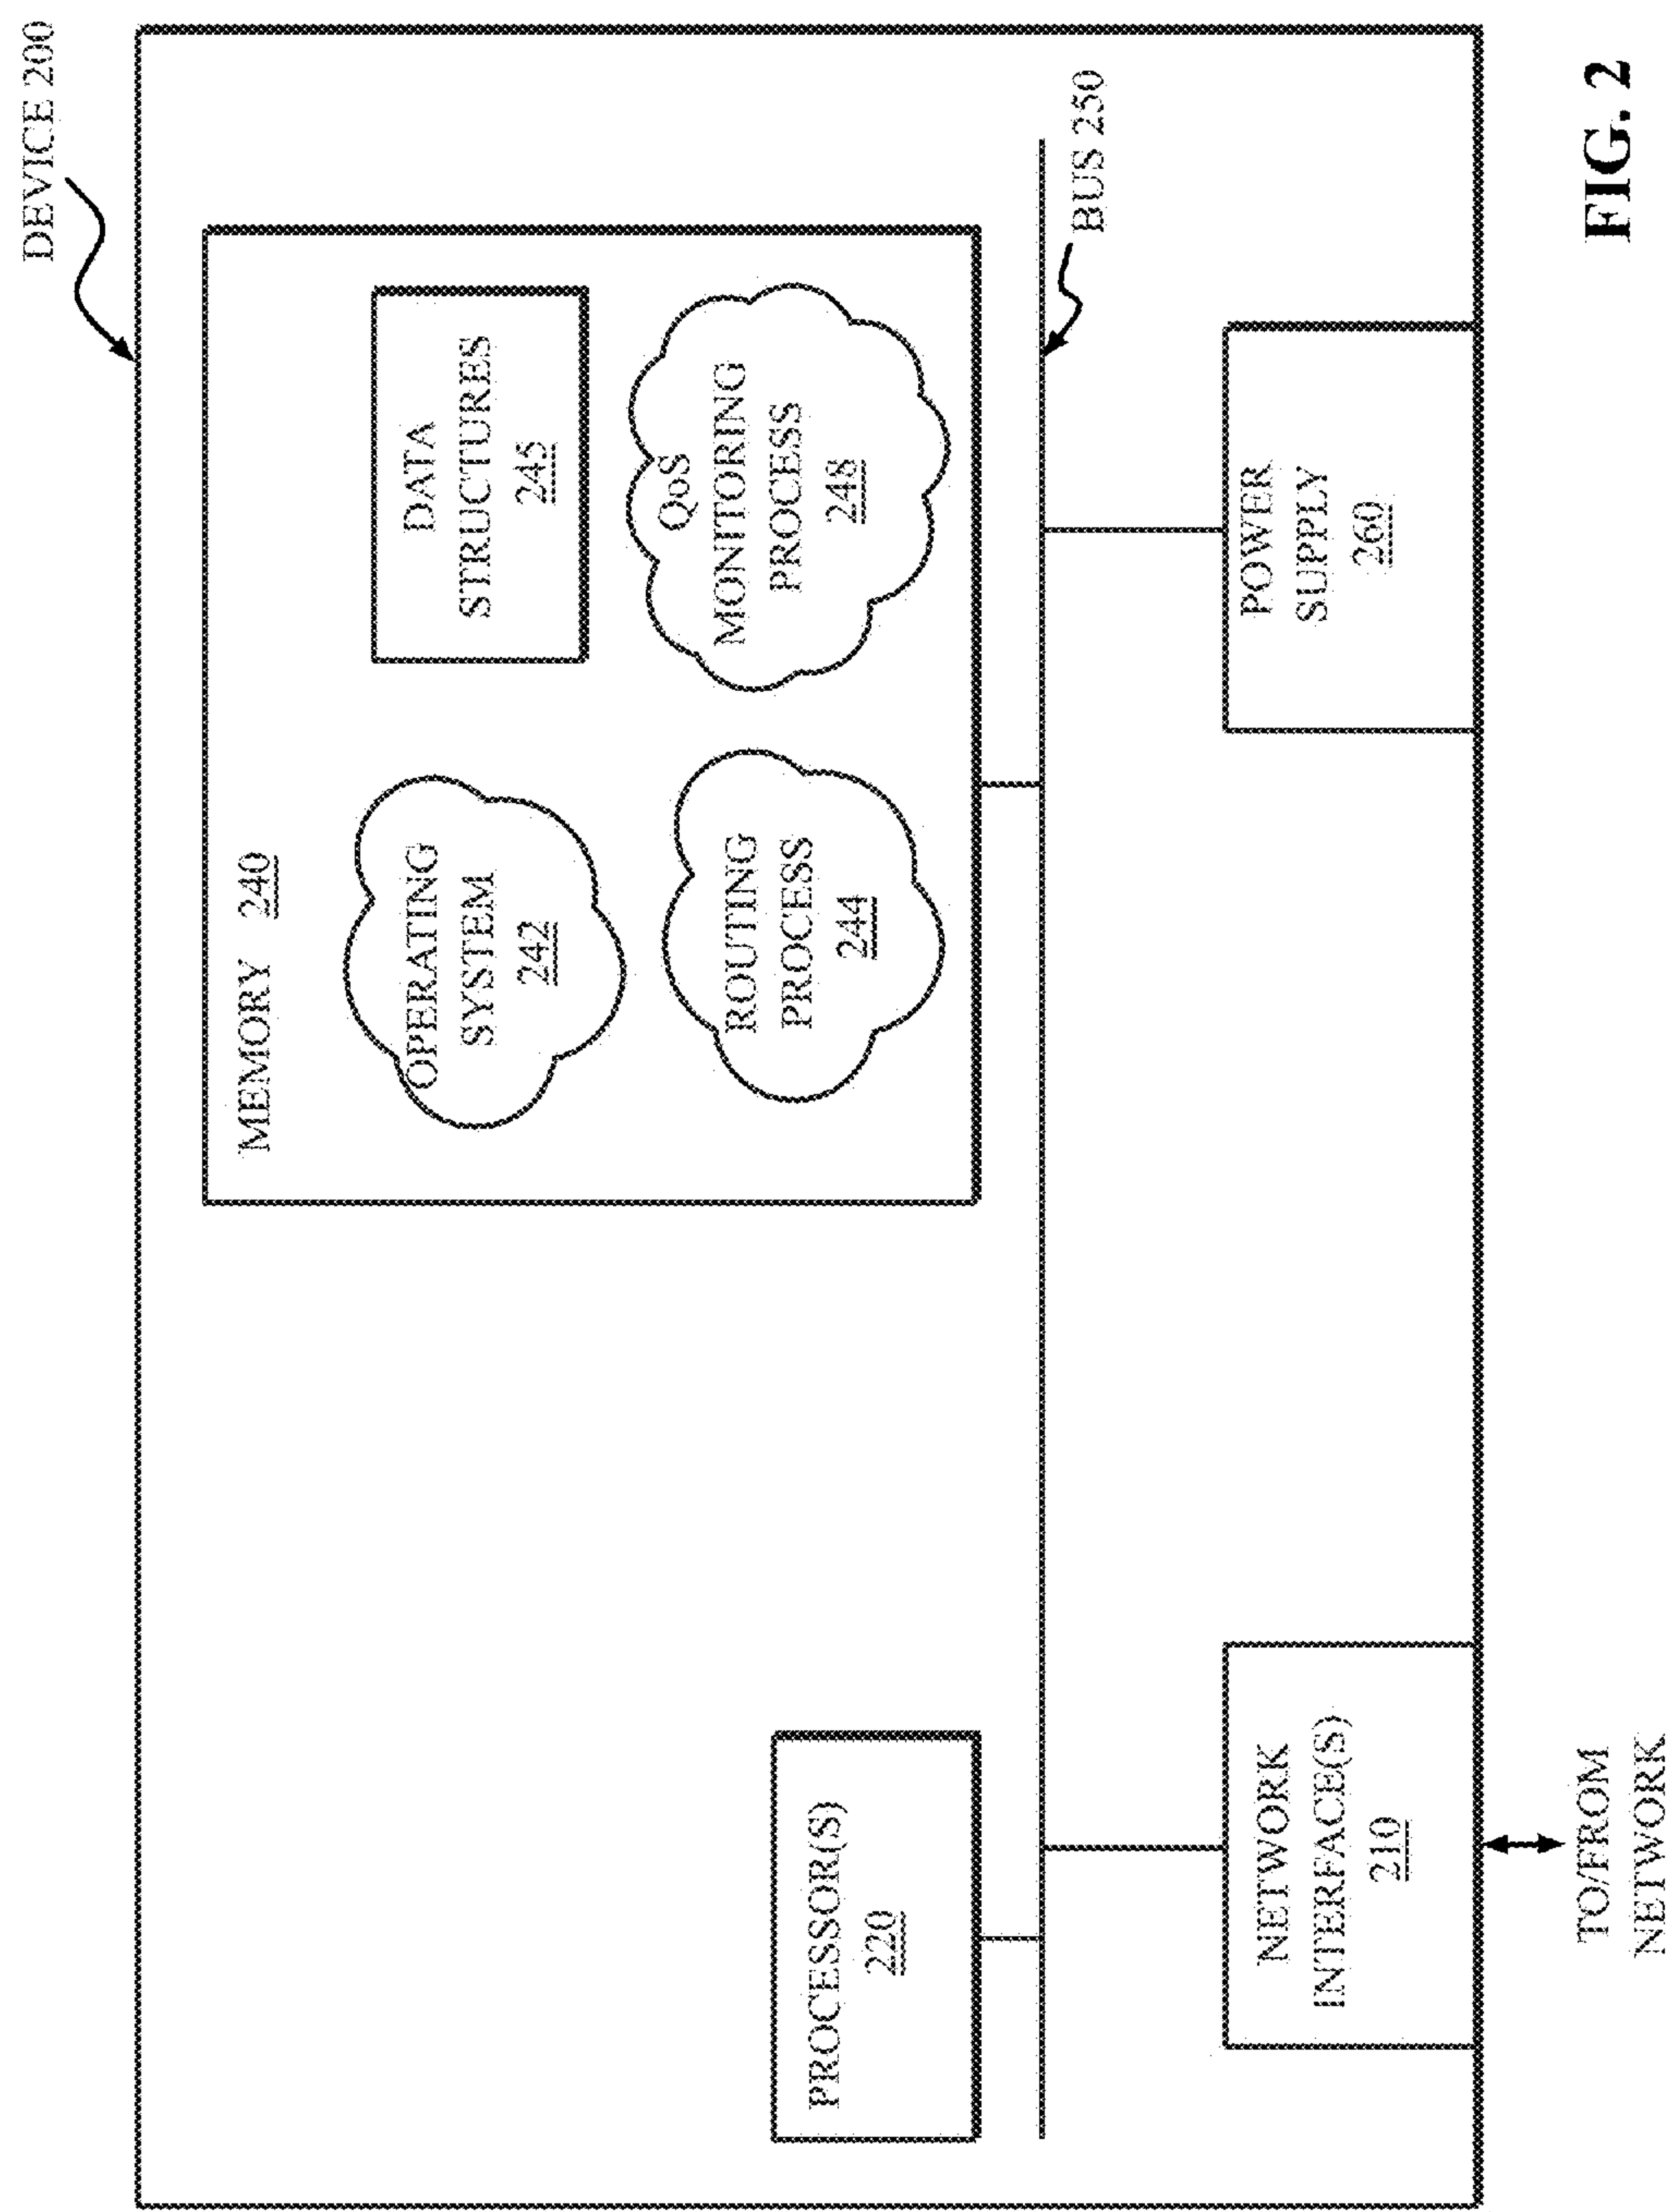 DEVICE 200
MEMORY 240
OPERATING
SYSTEM
242
DATA
STRUCTURES
245
ROUTING
PROCESS
244
QoS
MONITORING
PROCESS
248
PROCESSOR(S)
220
BUS 250
NETWORK
INTERFACE(S)
210
POWER
SUPPLY
260
TO/FROM
NETWORK
FIG. 2